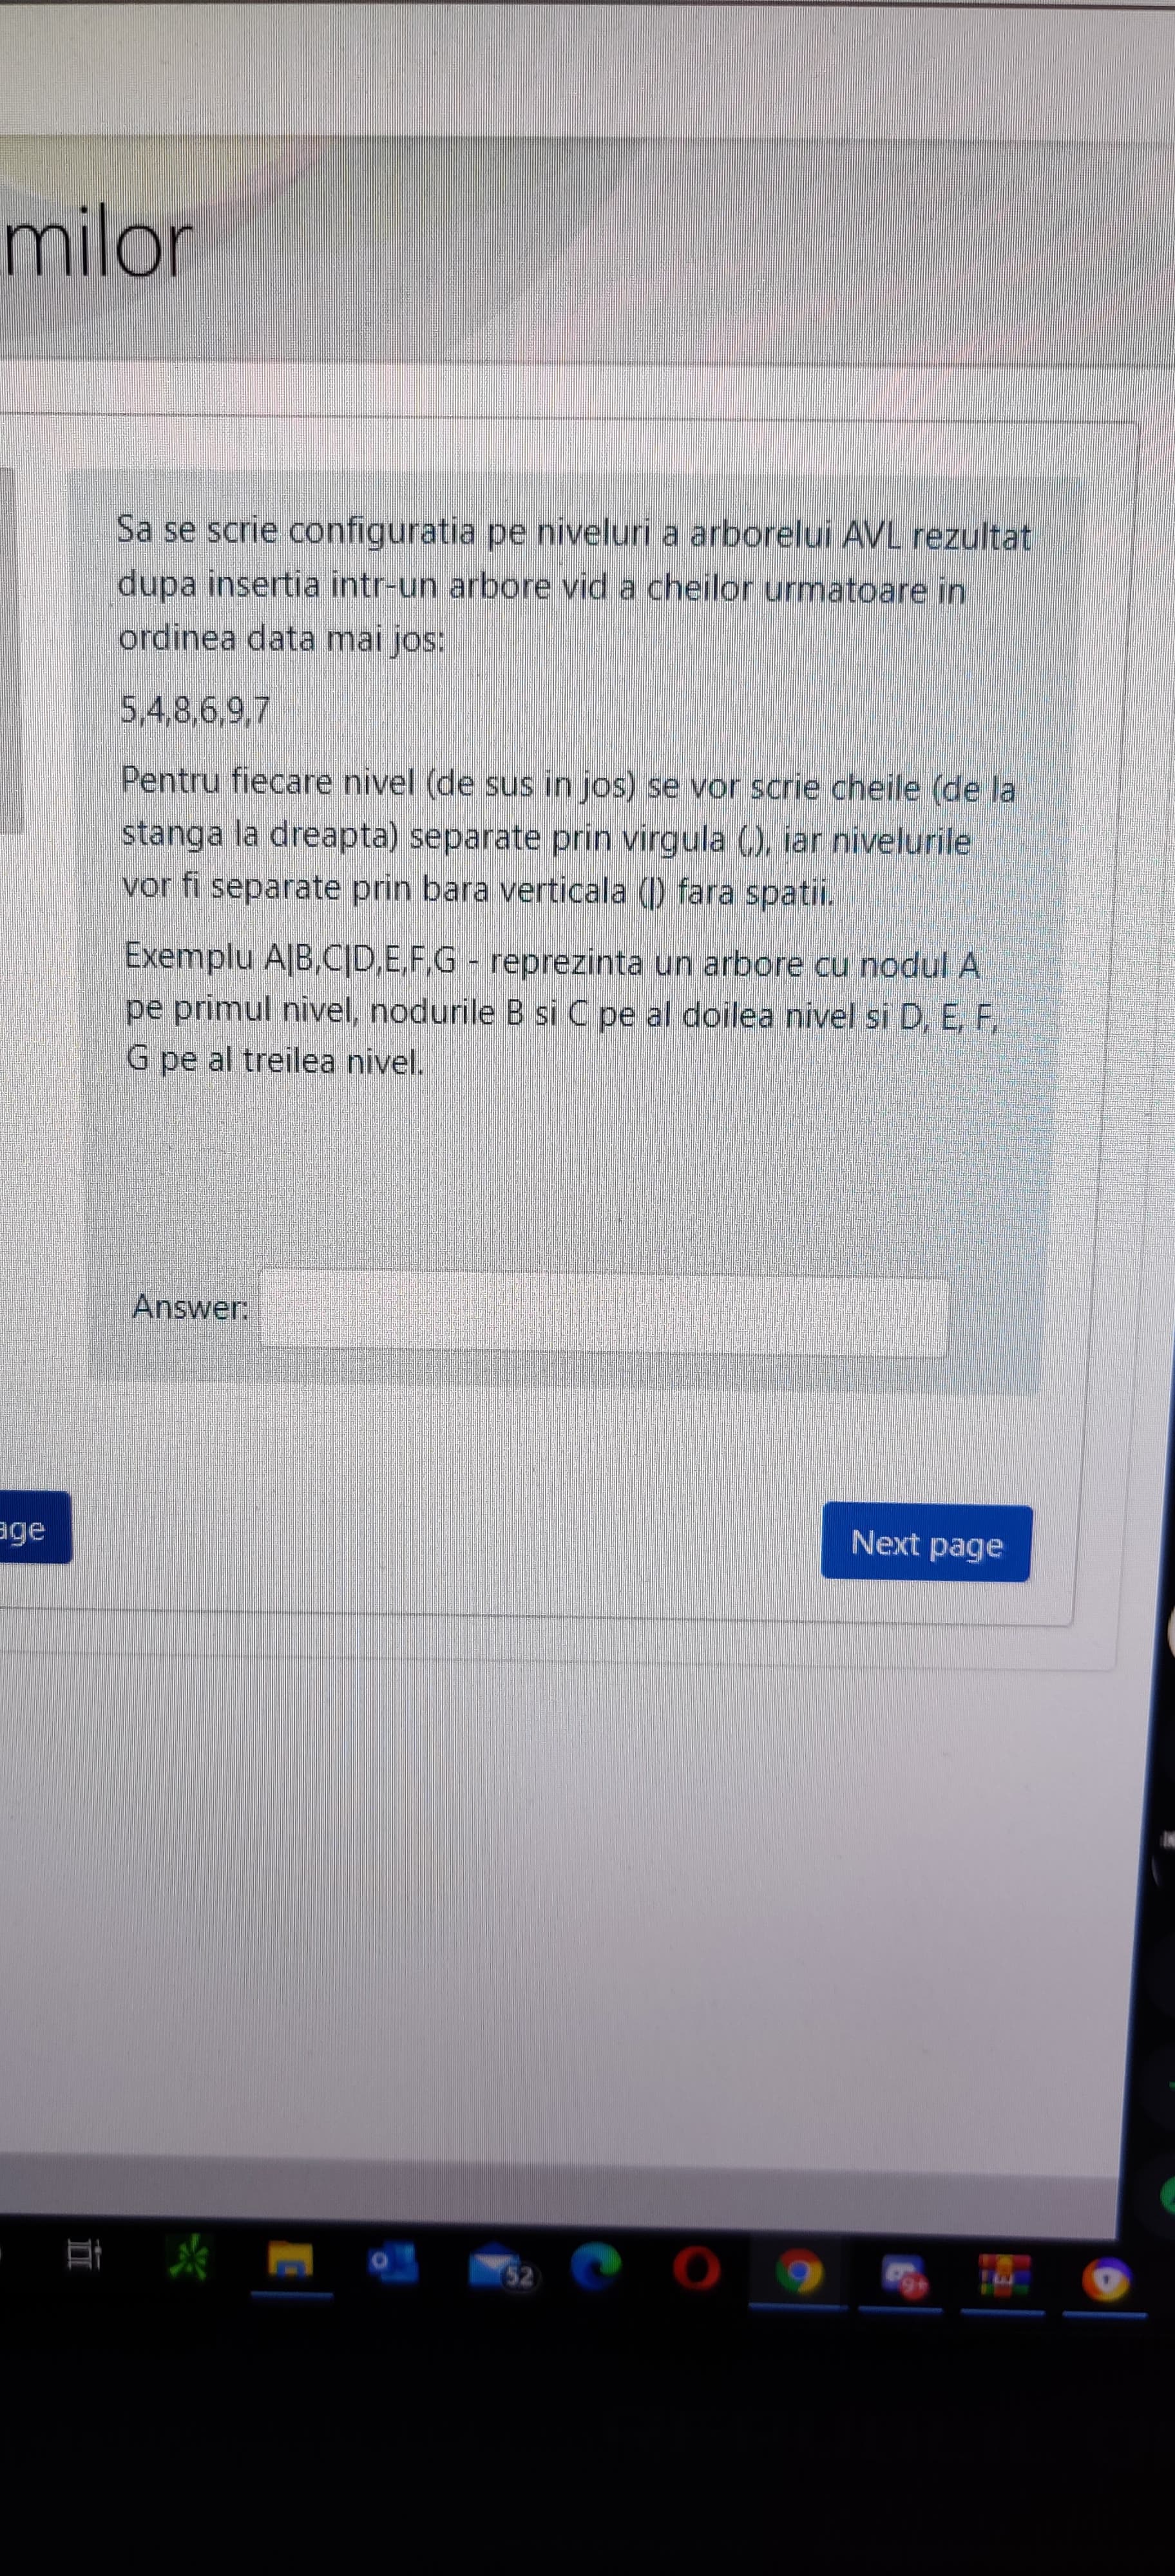 milor
Sa se scrie configuratia pe niveluri a arborelui AVL rezultat
dupa insertia intr-un arbore vid a cheilor urmatoare in
ordinea data mai jos:
5,4,8,6,9,7
Pentru fiecare nivel (de sus in jos) se vor scrie cheile (de la
stanga la dreapta) separate prin virgula (,), iar nivelurile
vor fi separate prin bara verticala (|) fara spatii.
Exemplu A|B,C|D,E,F,G - reprezinta un arbore cu nodul A
pe primul nivel, nodurile B si C pe al doilea nivel si D, E, F,
G pe al treilea nivel.
Answer:
age
Next page
52
9+